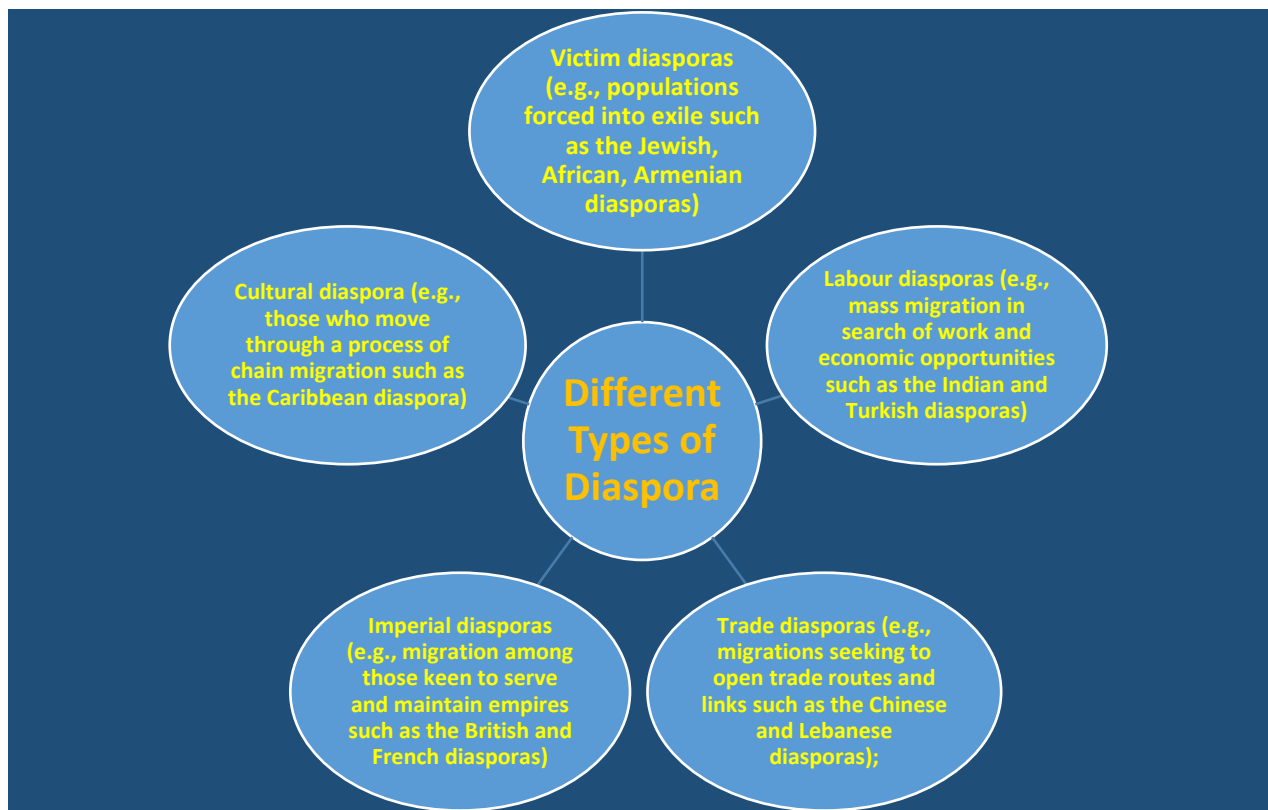 Victim diasporas
(e.g., populations
forced into exile such
as the Jewish,
African, Armenian
diasporas)
Cultural diaspora (e.g.,
those who move
through a process of
chain migration such as
the Caribbean diaspora)
Labour diasporas (e.g.,
mass migration in
search of work and
economic opportunities
such as the Indian and
Turkish diasporas)
Different
Types of
Diaspora
Imperial diasporas
(e.g., migration among
those keen to serve
and maintain empires
such as the British and
French diasporas)
Trade diasporas (e.g.,
migrations seeking to
open trade routes and
links such as the Chinese
and Lebanese
diasporas);